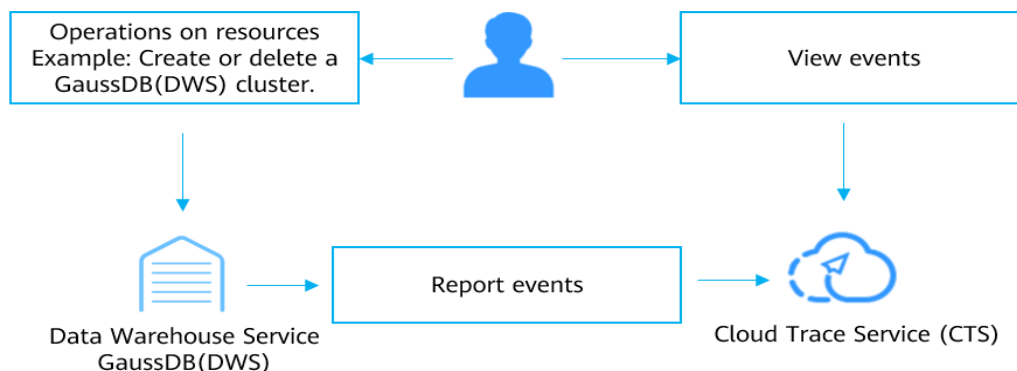 Operations on resources
Example: Create or delete a
GaussDB(DWS) cluster.
View events
Report events
Data Warehouse Service
GaussDB(DWS)
Cloud Trace Service (CTS)